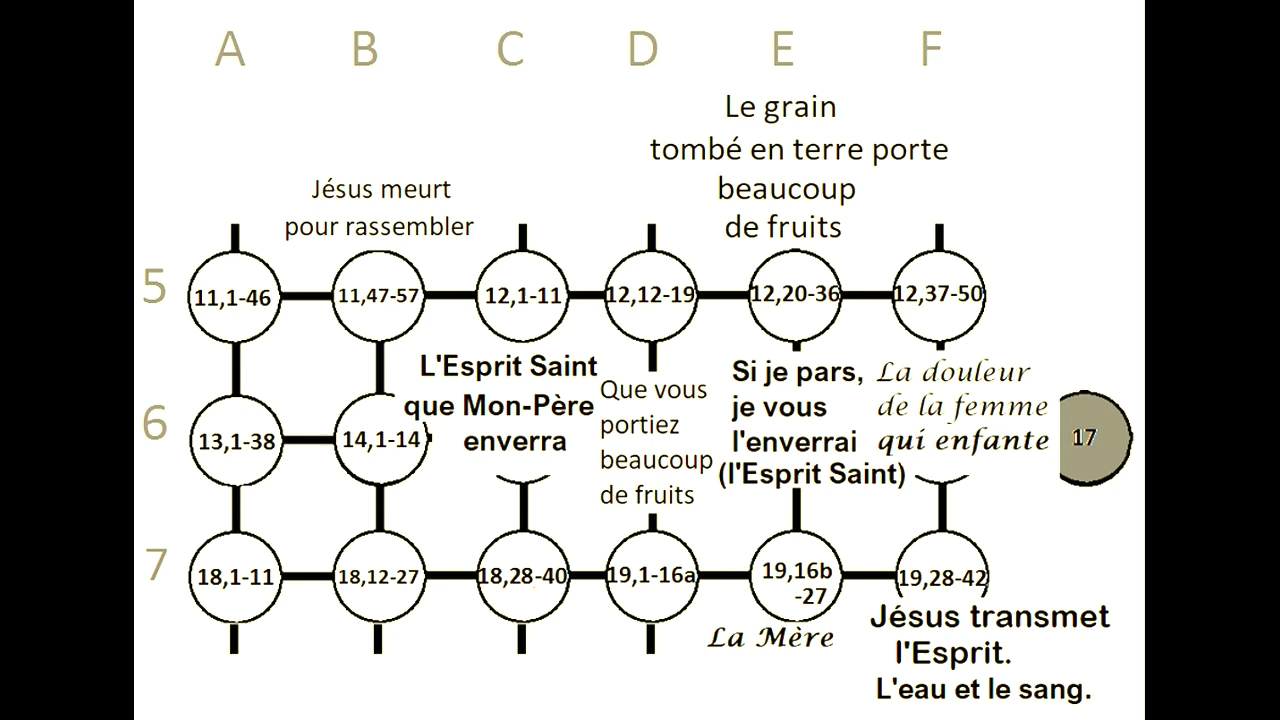 A B C D E F
Le grain
tombé en terre porte
beaucoup
de fruits
Jésus meurt
pour rassembler
5
11,1-46
11,47-57
12,1-11
12,12-19
12,20-36
12,37-50
L'Esprit Saint
que Mon-Père
enverra
Que vous
portiez
beaucoup
de fruits
Si je pars,
je vous
l'enverrai
(l'Esprit Saint)
La douleur
de la femme
qui enfante
6
13,1-38
14,1-14
17
7
18,1-11
18,12-27
18,28-40
19,1-16a
19,16b
-27
19,28-42
La Mère
Jésus transmet
l'Esprit.
L'eau et le sang.